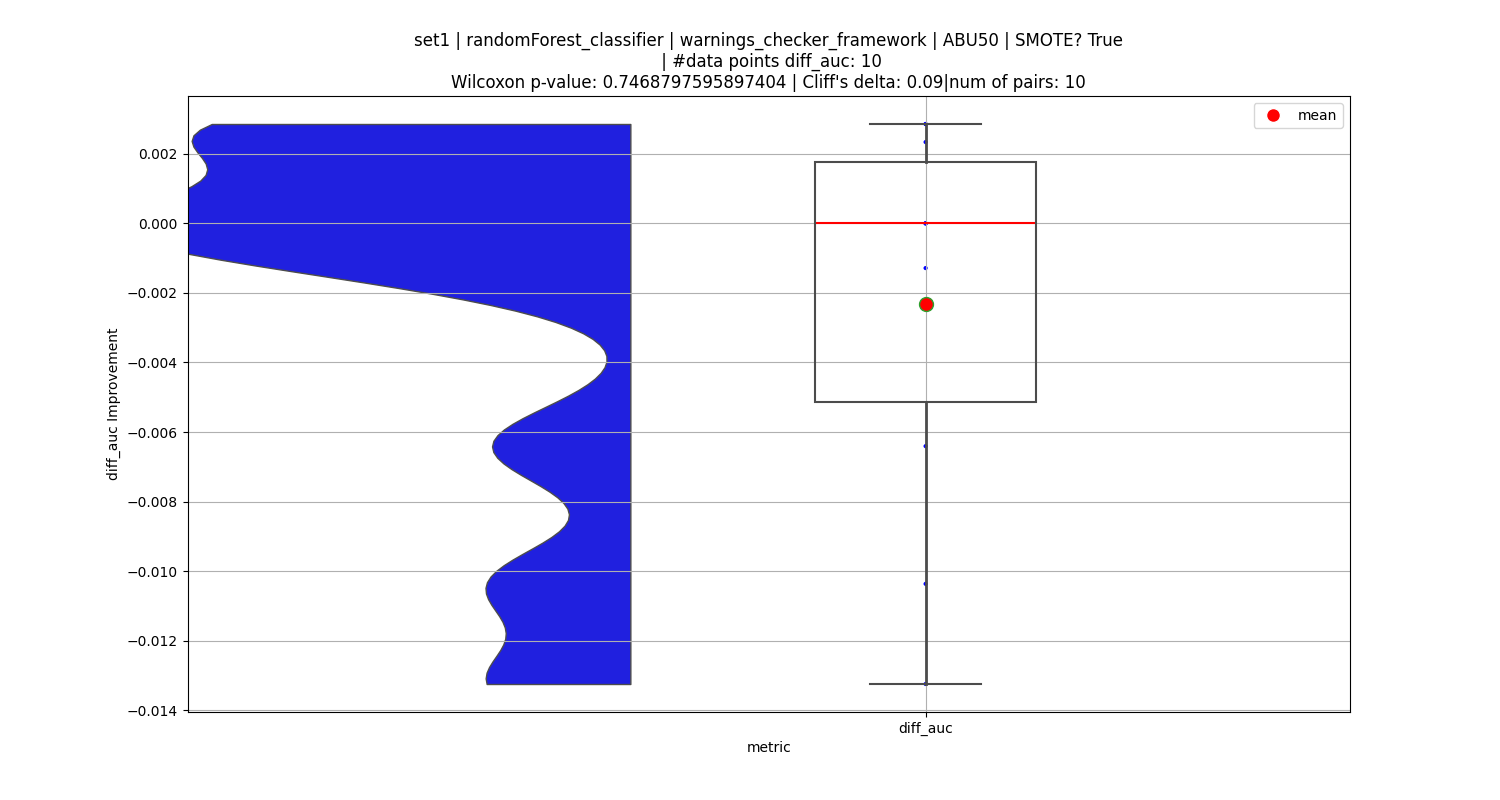 set1 | randomForest_classifier | warnings_checker_framework | ABU50 | SMOTE? True
| #data points diff_auc: 10
Wilcoxon p-value: 0.7468797595897404 | Cliff's delta: 0.09|num of pairs: 10
mean
0.002
0.000
−0.002
−0.004
−0.006
−0.008
−0.010
−0.012
−0.014
diff_auc Improvement
diff_auc
metric